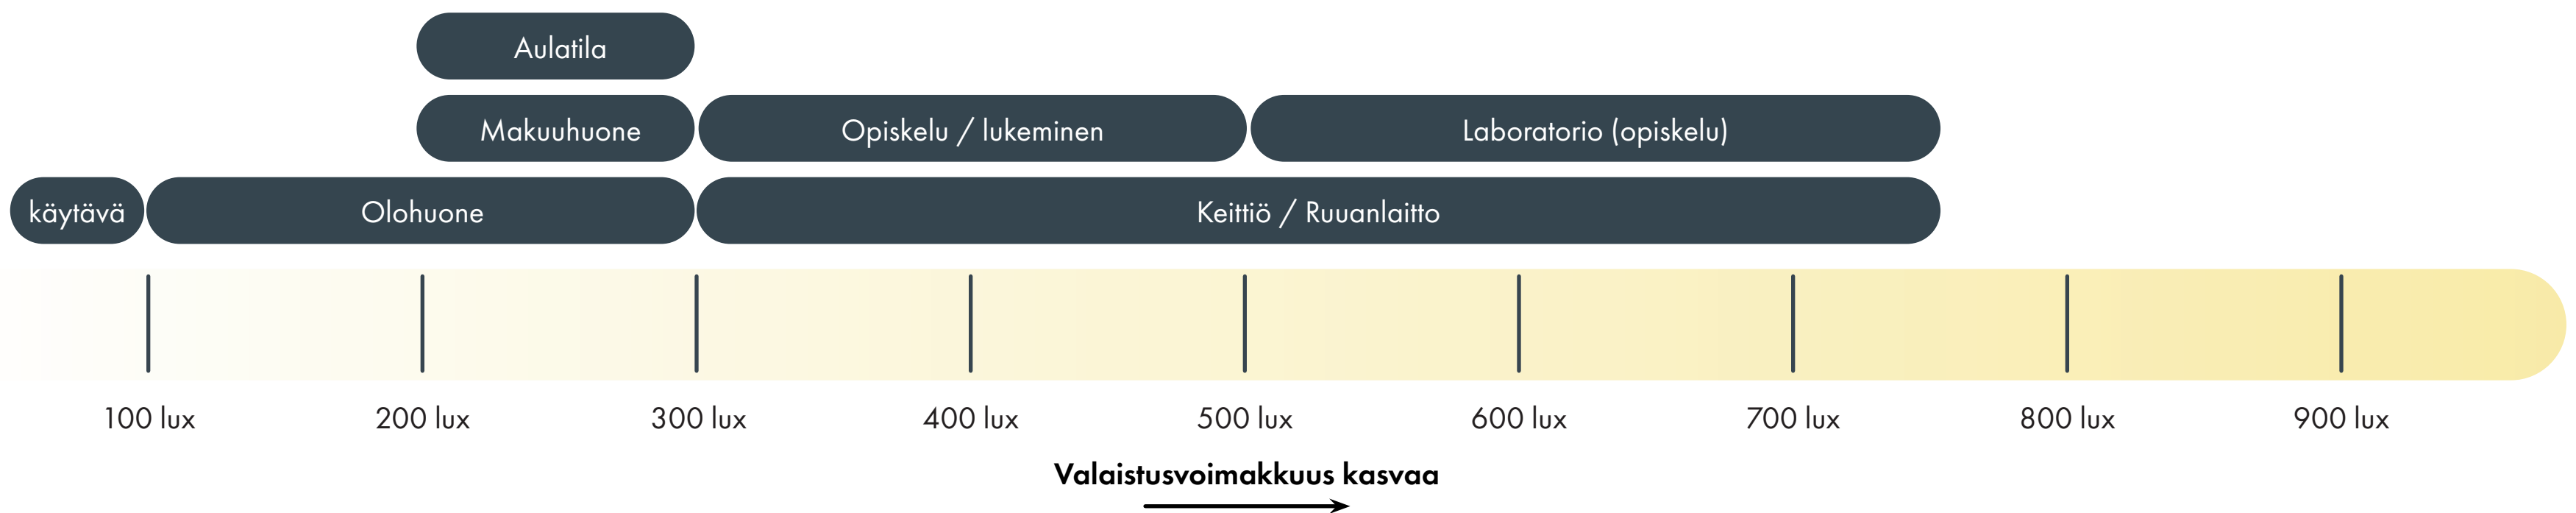 Aulatila
Makuuhuone
Opiskelu / lukeminen
Laboratorio (opiskelu)
käytävä
Olohuone
Keittiö / Ruuanlaitto
100 lux
200 lux
300 lux
400 lux
500 lux
600 lux
700 lux
800 lux
900 lux
Valaistusvoimakkuus kasvaa